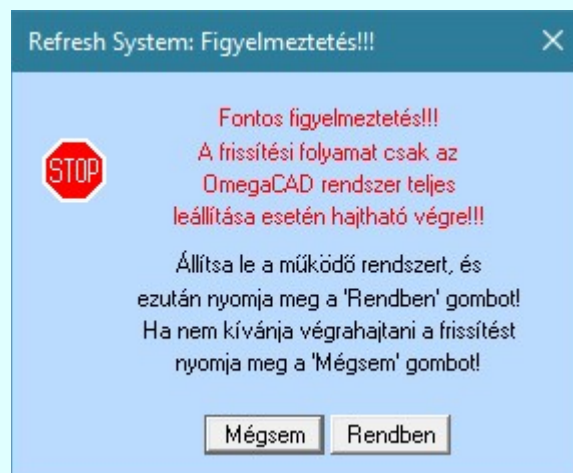 Refresh System: Figyelmeztetés!!!
Fontos figyelmeztetés!!!
STOP
A frissítési folyamat csak az
OmegaCAD rendszer teljes
leállítása esetén hajtható végre!!!
Állítsa le a működő rendszert, és
ezután nyomja meg a 'Rendben' gombot!
Ha nem kívánja végrahajtani a frissítést
nyomja meg a 'Mégsem' gombot!
Mégsem Rendben